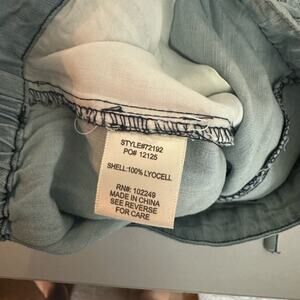 STYLE#72192
PO# 12125
SHELL:100% LYOCELL
RN#: 102249
MADE IN CHINA
SEE REVERSE
FOR CARE